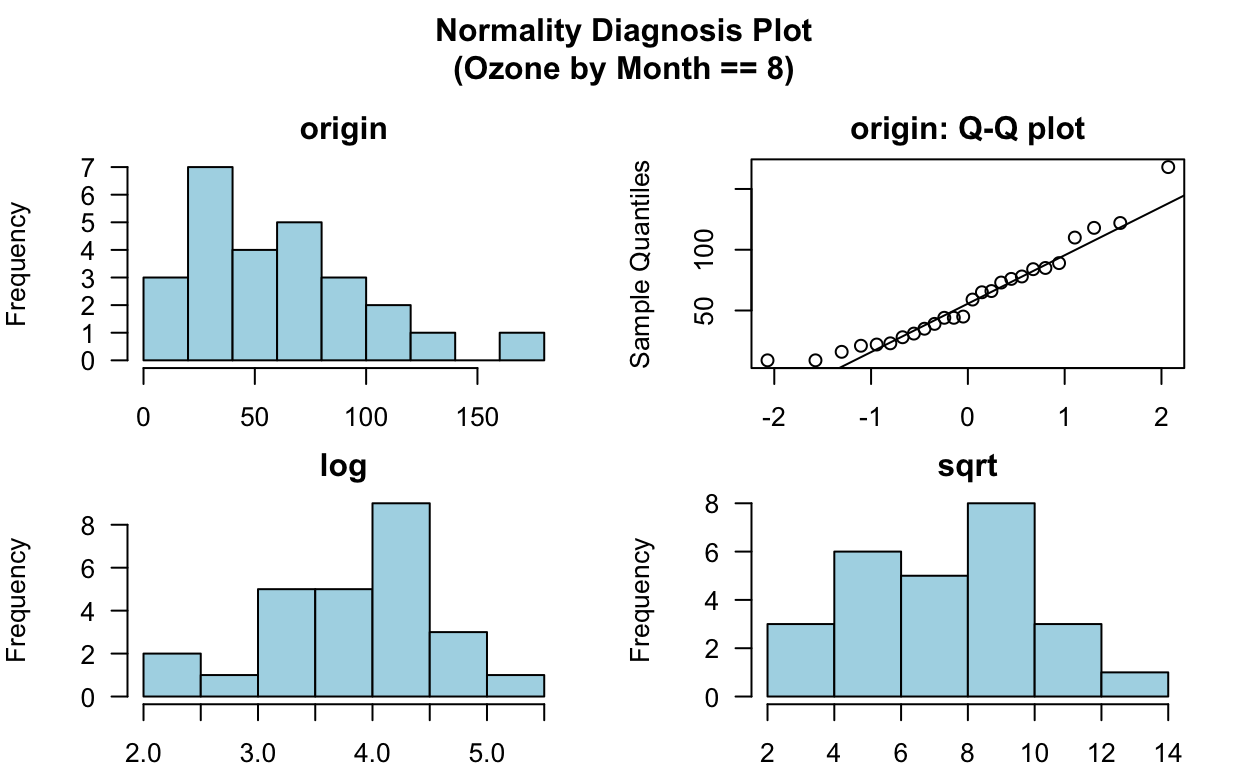 Normality Diagnosis Plot
(Ozone by Month == 8)
origin
Frequency
0 1 2 3 4 5 6 7
0 50 100 150
origin: Q-Q plot
Sample Quantiles
50 100
-2 -1 0 1 2
log
Frequency
0 2 4 6 8
2.0 3.0 4.0 5.0
sqrt
Frequency
0 2 4 6 8
2 4 6 8 10 12 14